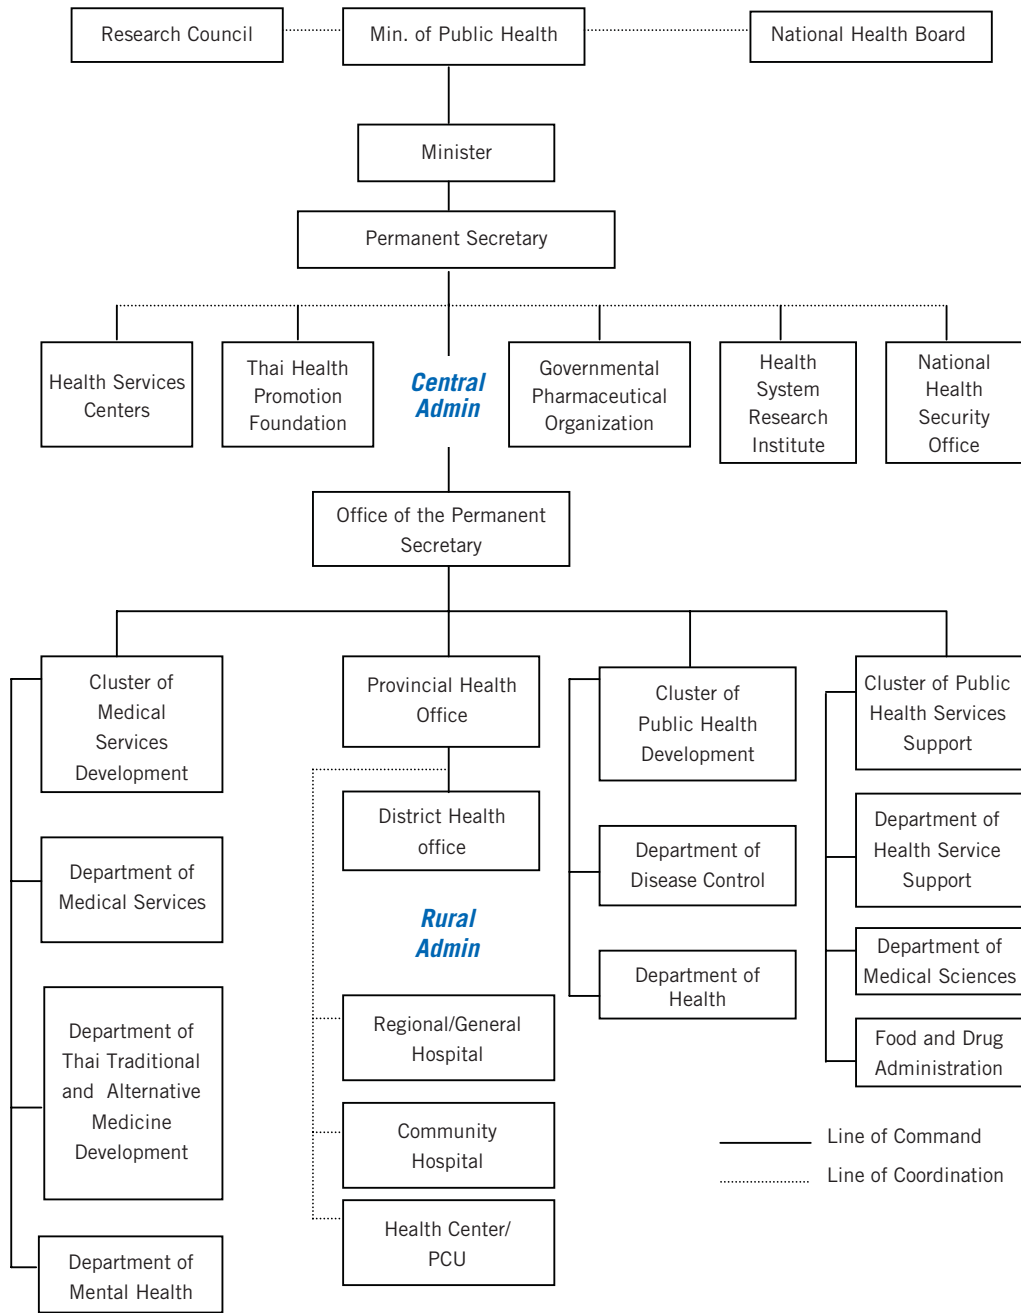 Research Council
Min. of Public Health
National Health Board
Minister
Permanent Secretary
Health Services
Centers
Thai Health
Promotion
Foundation
Central
Admin
Governmental
Pharmaceutical
Organization
Health
System
Research
Institute
National
Health
Security
Office
Office of the Permanent
Secretary
Cluster of
Medical
Services
Development
Provincial Health
Office
Cluster of
Public Health
Development
Cluster of Public
Health Services
Support
District Health
office
Department of
Medical Services
Department of
Disease Control
Department of
Health Service
Support
Rural
Admin
Department of
Medical Sciences
Department of
Health
Department of
Thai Traditional
and Alternative
Medicine
Development
Regional/General
Hospital
Food and Drug
Administration
Community
Hospital
Line of Command
Line of Coordination
Health Center/
PCU
Department of
Mental Health